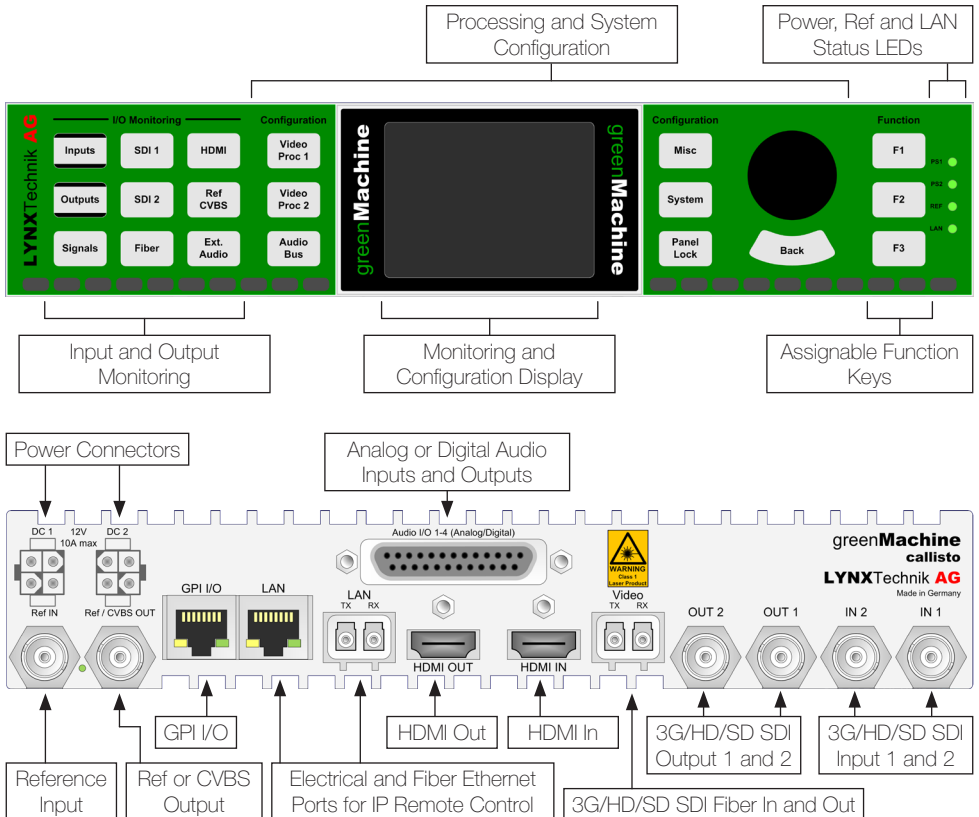 Processing and System
Configuration
Power, Ref and LAN
Status LEDs
LYNXTechnik AG
I/O Monitoring
Inputs
SDI 1
HDMI
Outputs
SDI 2
Ref
CVBS
Signals
Fiber
Ext.
Audio
Configuration
Video
Proc 1
Video
Proc 2
Audio
Bus
greenMachine
greenMachine
Configuration
Misc
System
Panel
Lock
Back
Function
F1
F2
F3
PS1
PS2
REF
LAN
Input and Output
Monitoring
Monitoring and
Configuration Display
Assignable Function
Keys
Power Connectors
Analog or Digital Audio
Inputs and Outputs
DC 1
12V
DC 2
10A max
Audio I/O 1-4 (Analog/Digital)
WARNING
Class 1
Laser Product
greenMachine
callisto
LYNXTechnik AG
Made in Germany
Ref IN
Ref / CVBS OUT
GPI I/O
LAN
LAN
TX
RX
HDMI OUT
HDMI IN
Video
TX
RX
OUT 2
OUT 1
IN 2
IN 1
GPI I/O
HDMI Out
HDMI In
3G/HD/SD SDI
Output 1 and 2
3G/HD/SD SDI
Input 1 and 2
Reference
Input
Ref or CVBS
Output
Electrical and Fiber Ethernet
Ports for IP Remote Control
3G/HD/SD SDI Fiber In and Out